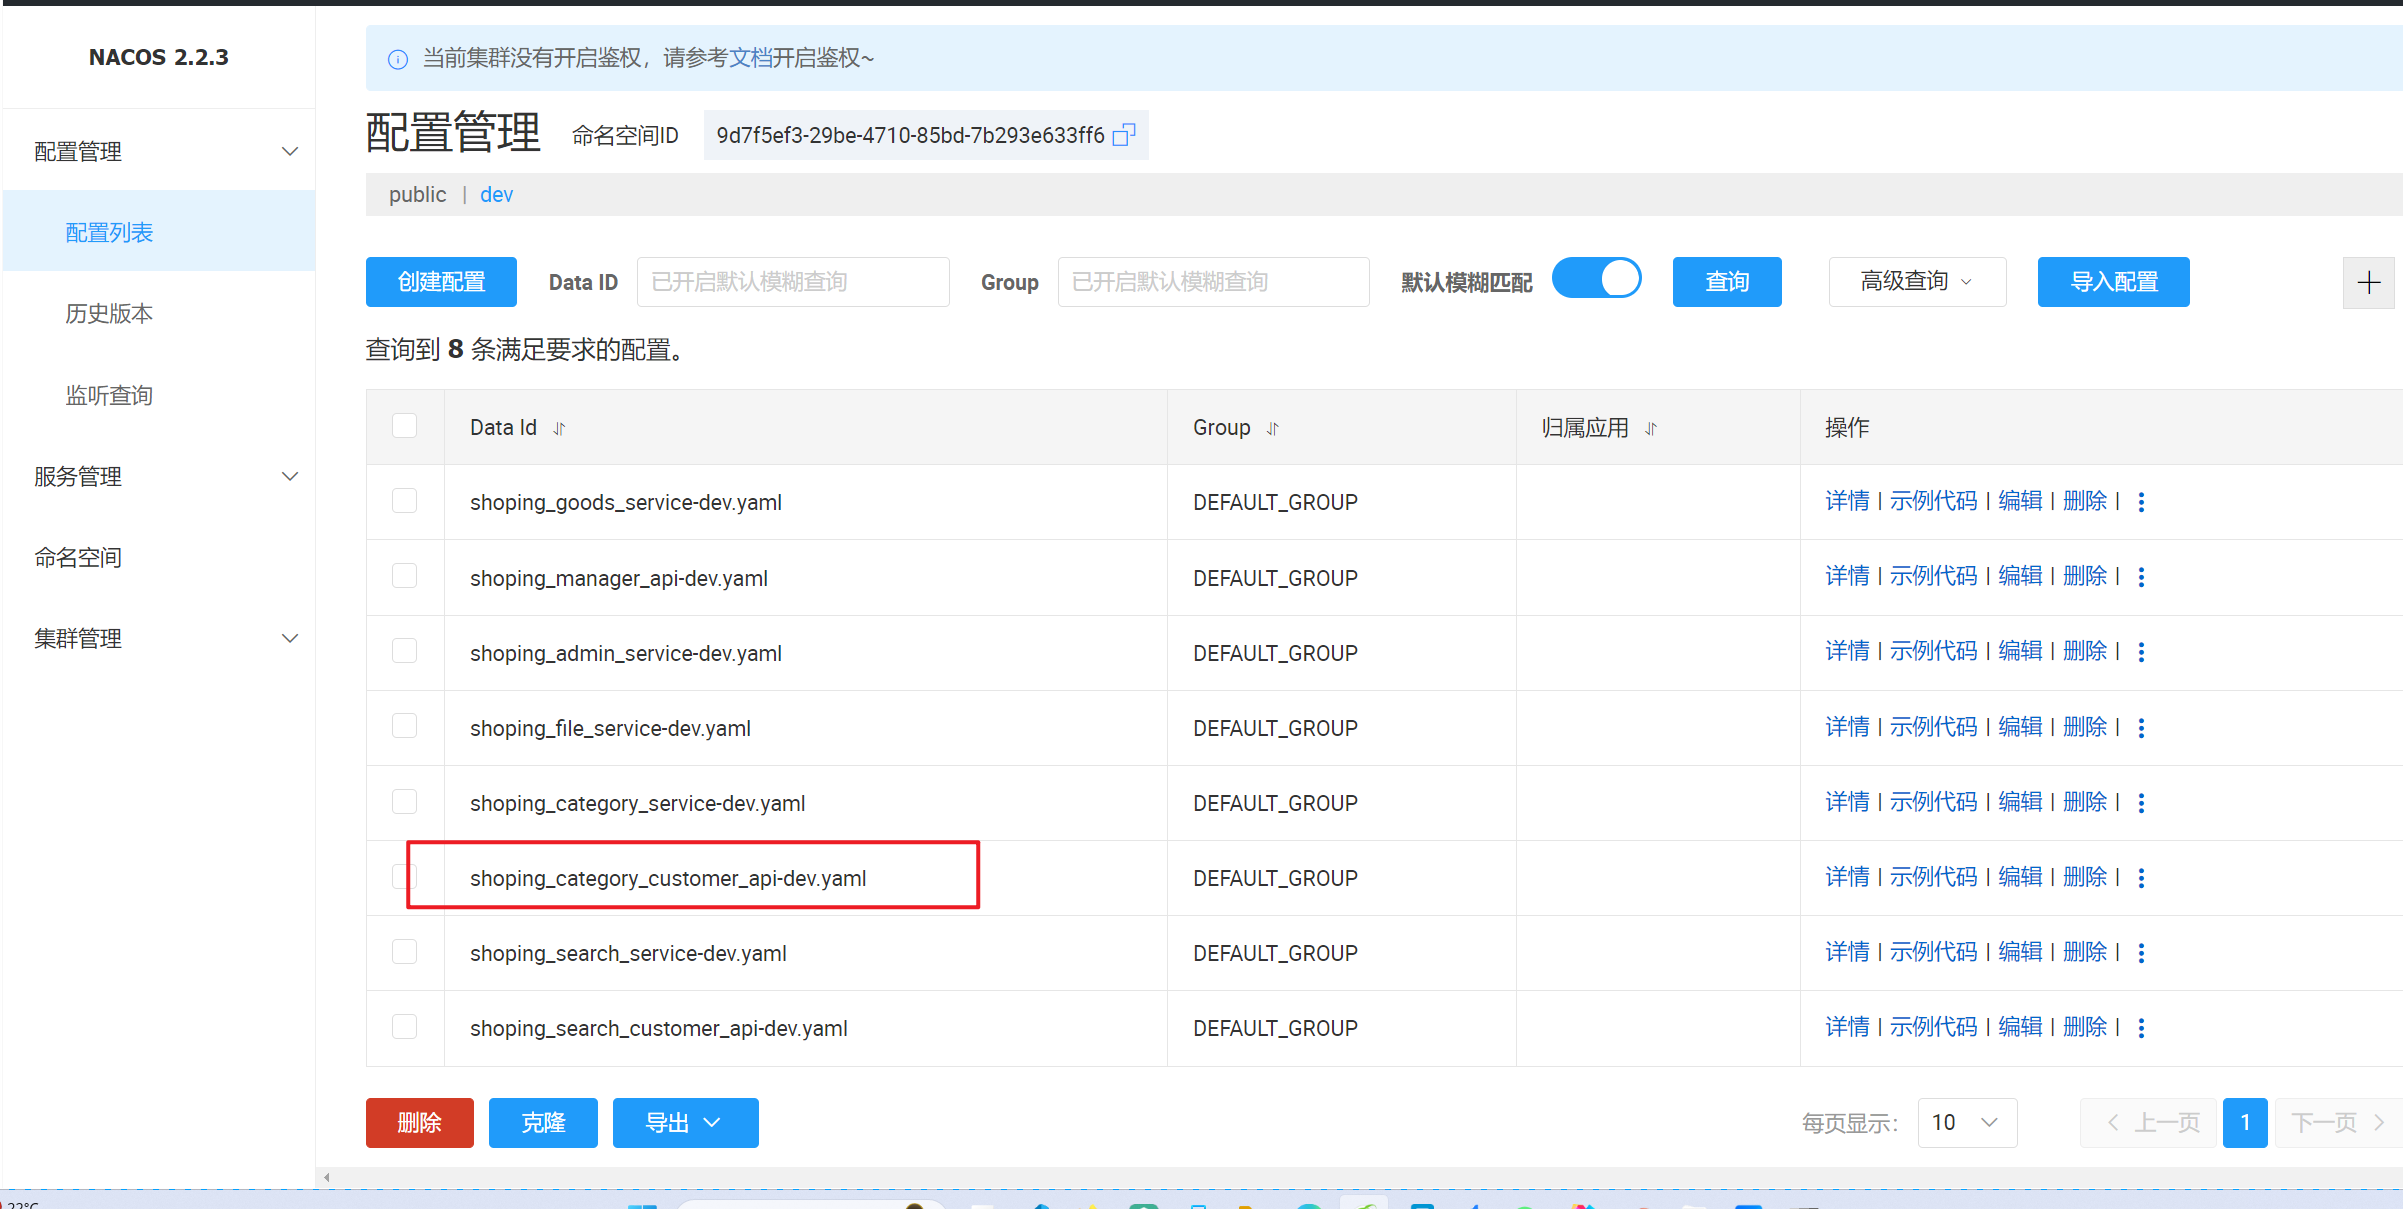 NACOS 2.2.3
当前集群没有开启鉴权，请参考文档开启鉴权~
配置管理 命名空间ID 9d7f5ef3-29be-4710-85bd-7b293e633ff6
配置管理
public | dev
配置列表
创建配置 Data ID 已开启默认模糊查询 Group 已开启默认模糊查询 默认模糊匹配 查询 高级查询 导入配置
历史版本
查询到 8 条满足要求的配置。
监听查询
Data Id Group 归属应用 操作
服务管理
shoping_goods_service-dev.yaml DEFAULT_GROUP 详情 | 示例代码 | 编辑 | 删除 |
命名空间
shoping_manager_api-dev.yaml DEFAULT_GROUP 详情 | 示例代码 | 编辑 | 删除 |
集群管理
shoping_admin_service-dev.yaml DEFAULT_GROUP 详情 | 示例代码 | 编辑 | 删除 |
shoping_file_service-dev.yaml DEFAULT_GROUP 详情 | 示例代码 | 编辑 | 删除 |
shoping_category_service-dev.yaml DEFAULT_GROUP 详情 | 示例代码 | 编辑 | 删除 |
shoping_category_customer_api-dev.yaml DEFAULT_GROUP 详情 | 示例代码 | 编辑 | 删除 |
shoping_search_service-dev.yaml DEFAULT_GROUP 详情 | 示例代码 | 编辑 | 删除 |
shoping_search_customer_api-dev.yaml DEFAULT_GROUP 详情 | 示例代码 | 编辑 | 删除 |
删除 克隆 导出 每页显示: 10 上一页 1 下一页
22°C